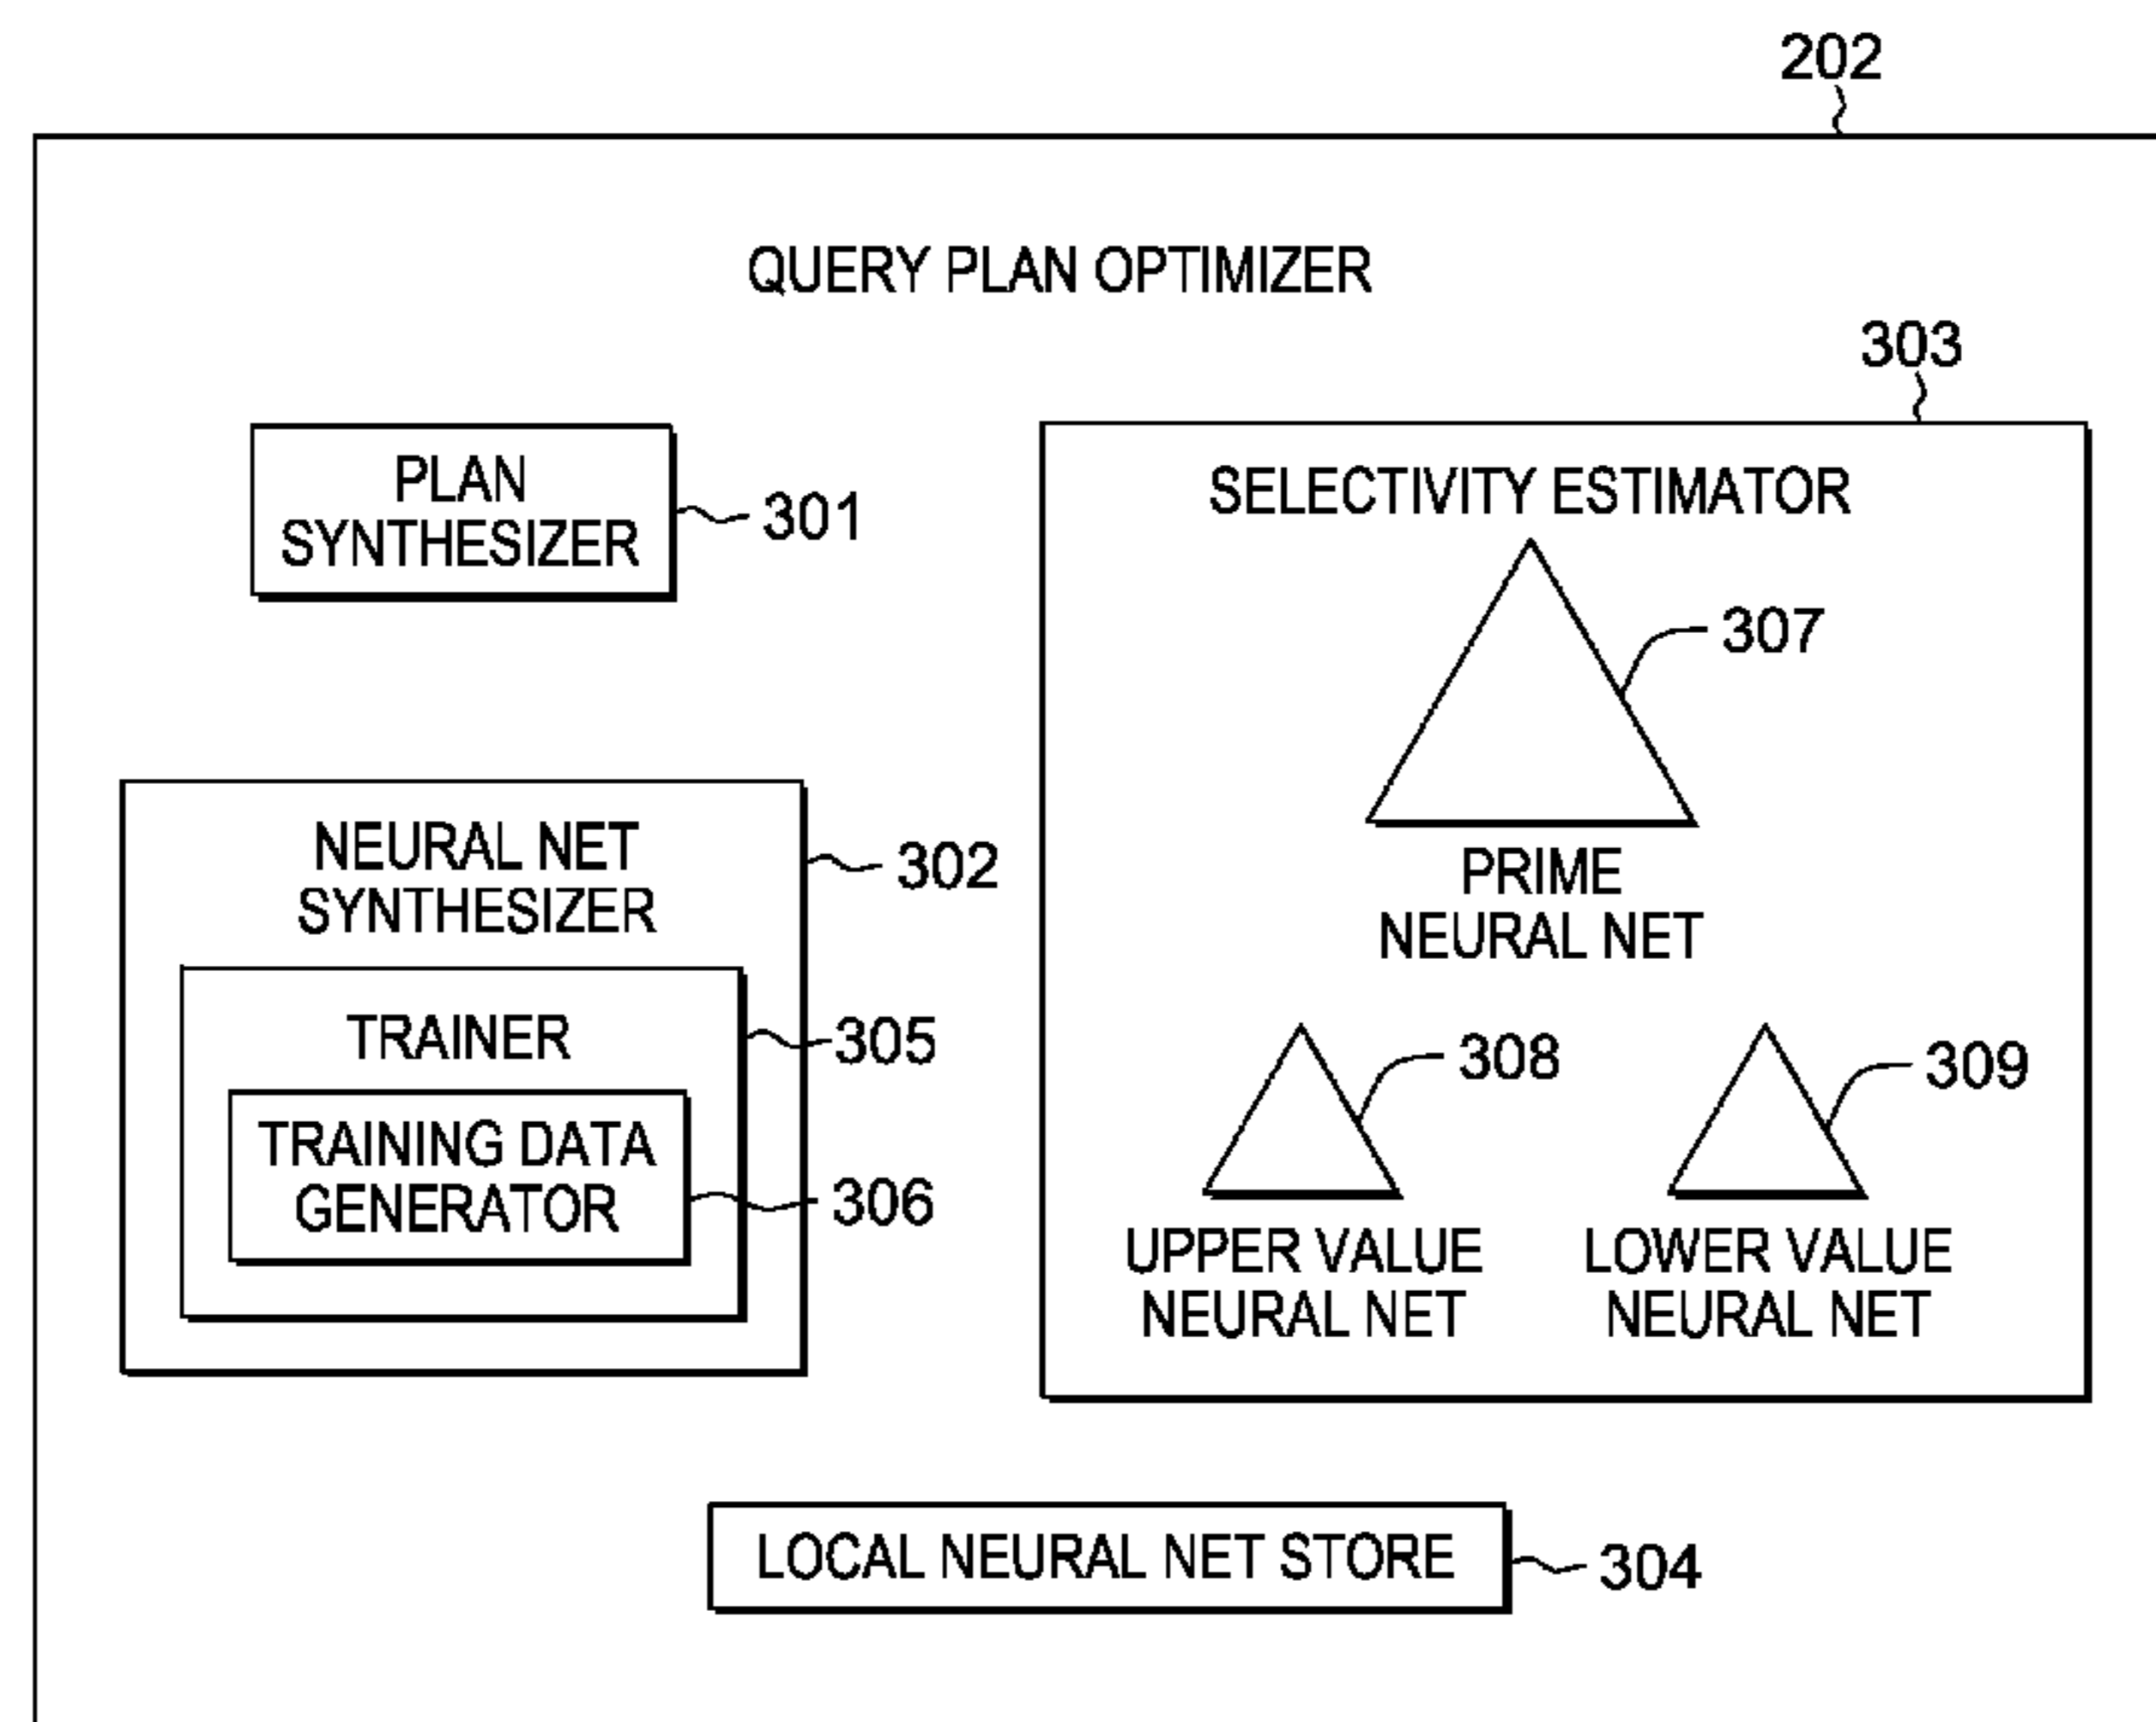 202
QUERY PLAN OPTIMIZER
303
PLAN
SYNTHESIZER
301
SELECTIVITY ESTIMATOR
307
PRIME
NEURAL NET
NEURAL NET
SYNTHESIZER
302
TRAINER
305
TRAINING DATA
GENERATOR
306
308
309
UPPER VALUE
NEURAL NET
LOWER VALUE
NEURAL NET
LOCAL NEURAL NET STORE
304